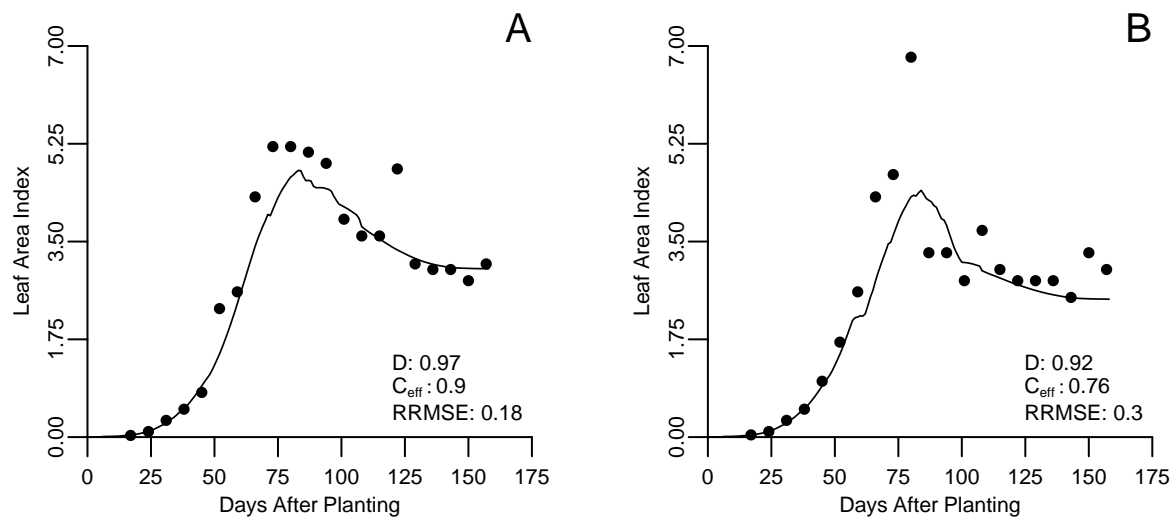 A
7.00
5.25
3.50
1.75
0.00
Leaf Area Index
D: 0.97
Ceff : 0.9
RRMSE: 0.18
0 25 50 75 100 125 150 175
Days After Planting
B
7.00
5.25
3.50
1.75
0.00
Leaf Area Index
D: 0.92
Ceff : 0.76
RRMSE: 0.3
0 25 50 75 100 125 150 175
Days After Planting